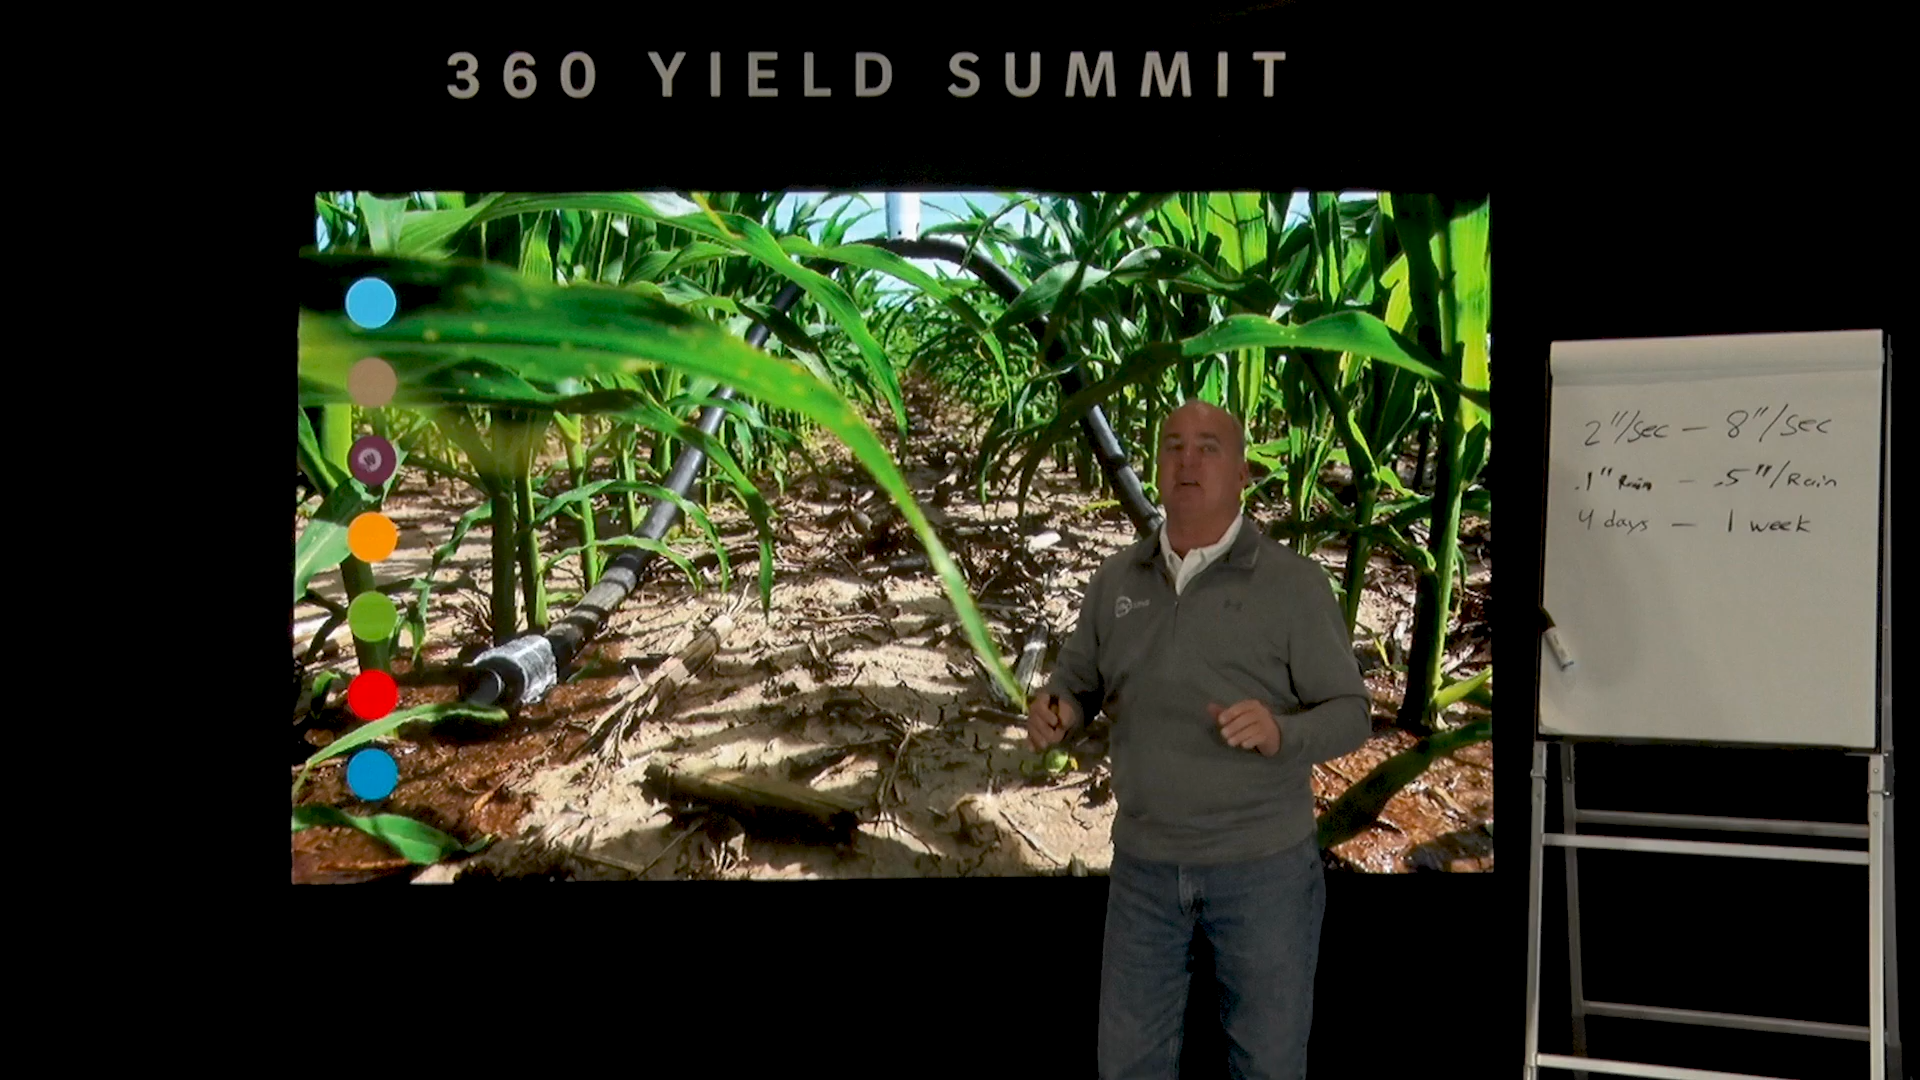 360 YIELD SUMMIT
2"/sec — 8"/sec
.1" Rain — .5"/Rain
4 days — 1 week